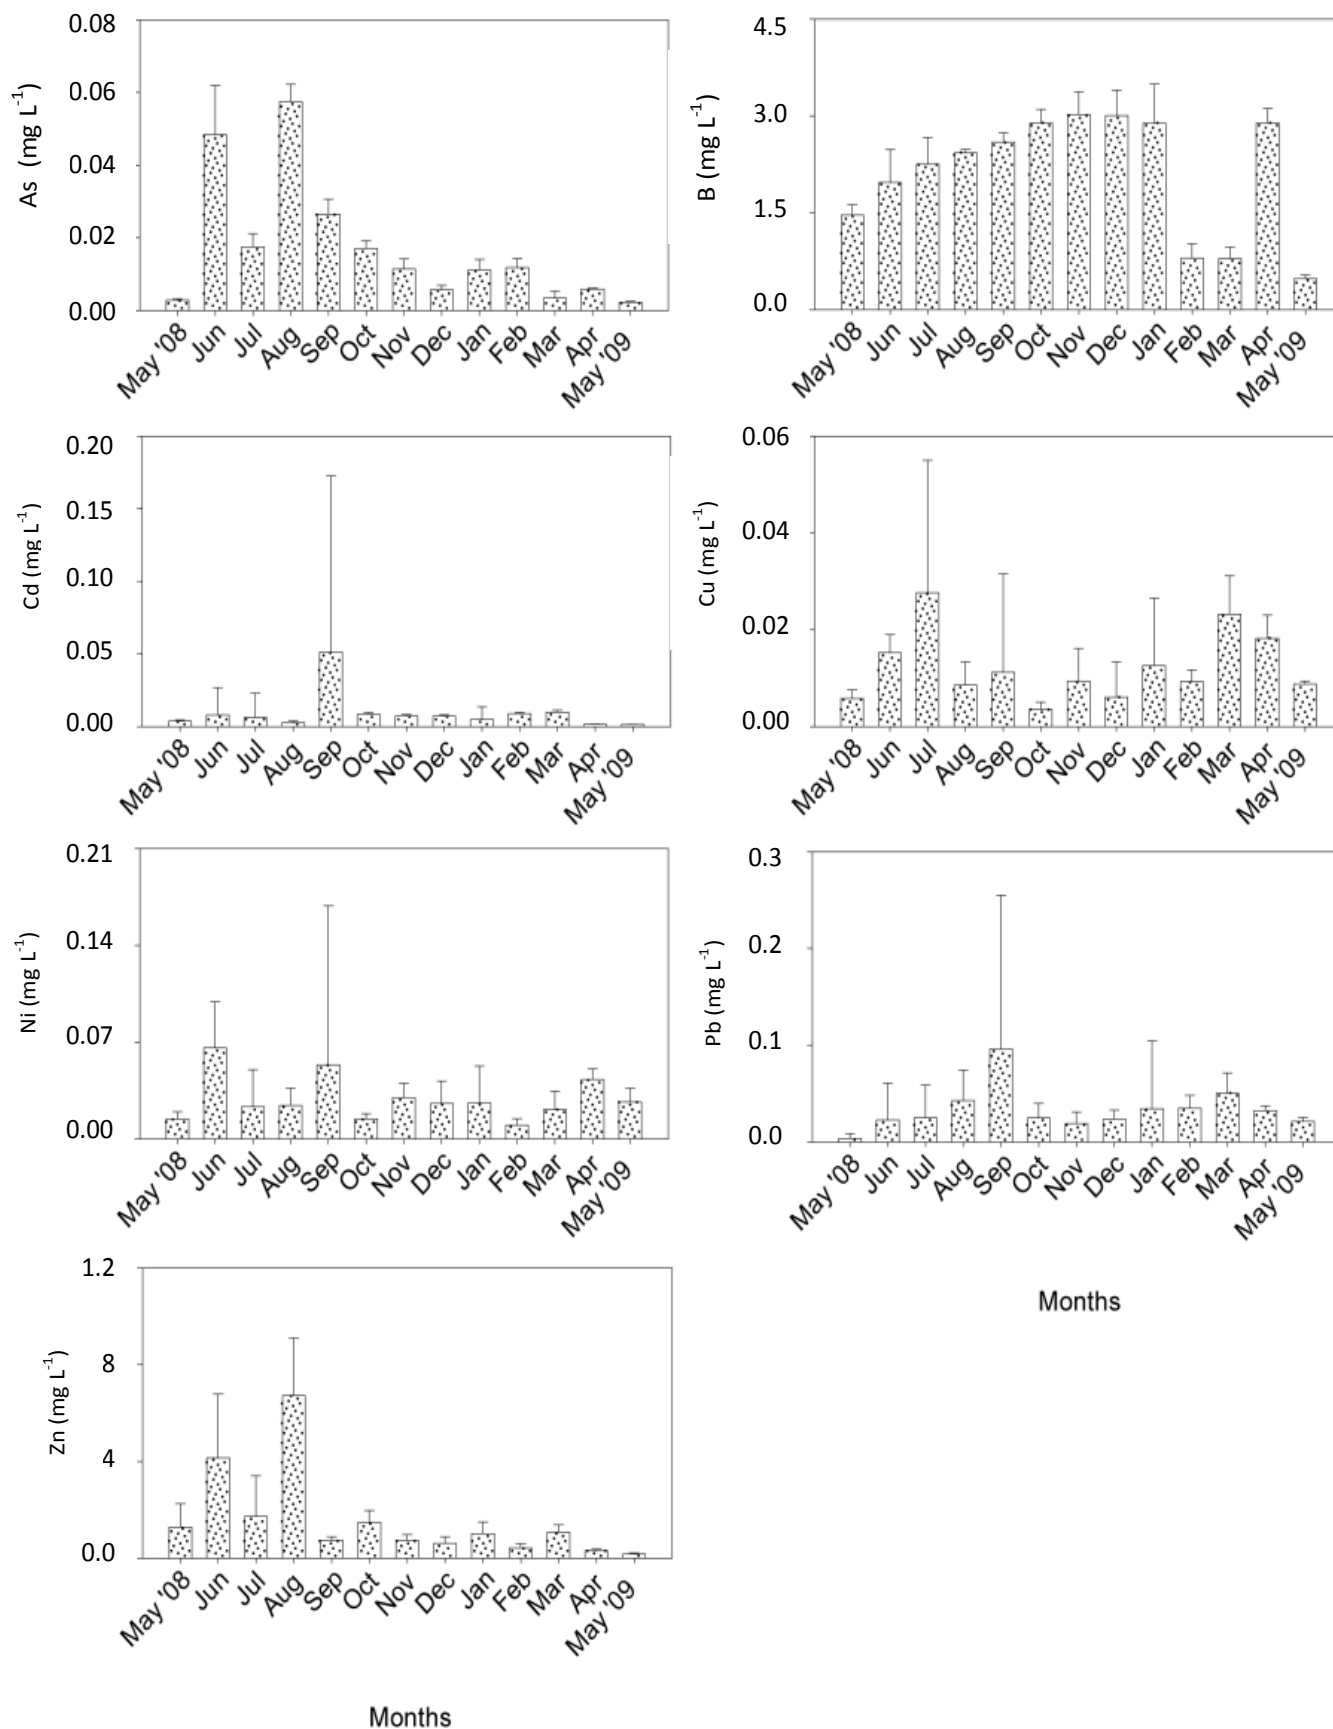 As (mg L-1)
0.08
0.06
0.04
0.02
0.00
May '08
Jun
Jul
Aug
Sep
Oct
Nov
Dec
Jan
Feb
Mar
Apr
May '09
B (mg L-1)
4.5
3.0
1.5
0.0
May '08
Jun
Jul
Aug
Sep
Oct
Nov
Dec
Jan
Feb
Mar
Apr
May '09
Cd (mg L-1)
0.20
0.15
0.10
0.05
0.00
May '08
Jun
Jul
Aug
Sep
Oct
Nov
Dec
Jan
Feb
Mar
Apr
May '09
Cu (mg L-1)
0.06
0.04
0.02
0.00
May '08
Jun
Jul
Aug
Sep
Oct
Nov
Dec
Jan
Feb
Mar
Apr
May '09
Ni (mg L-1)
0.21
0.14
0.07
0.00
May '08
Jun
Jul
Aug
Sep
Oct
Nov
Dec
Jan
Feb
Mar
Apr
May '09
Pb (mg L-1)
0.3
0.2
0.1
0.0
May '08
Jun
Jul
Aug
Sep
Oct
Nov
Dec
Jan
Feb
Mar
Apr
May '09
Months
Zn (mg L-1)
1.2
8
4
0.0
May '08
Jun
Jul
Aug
Sep
Oct
Nov
Dec
Jan
Feb
Mar
Apr
May '09
Months